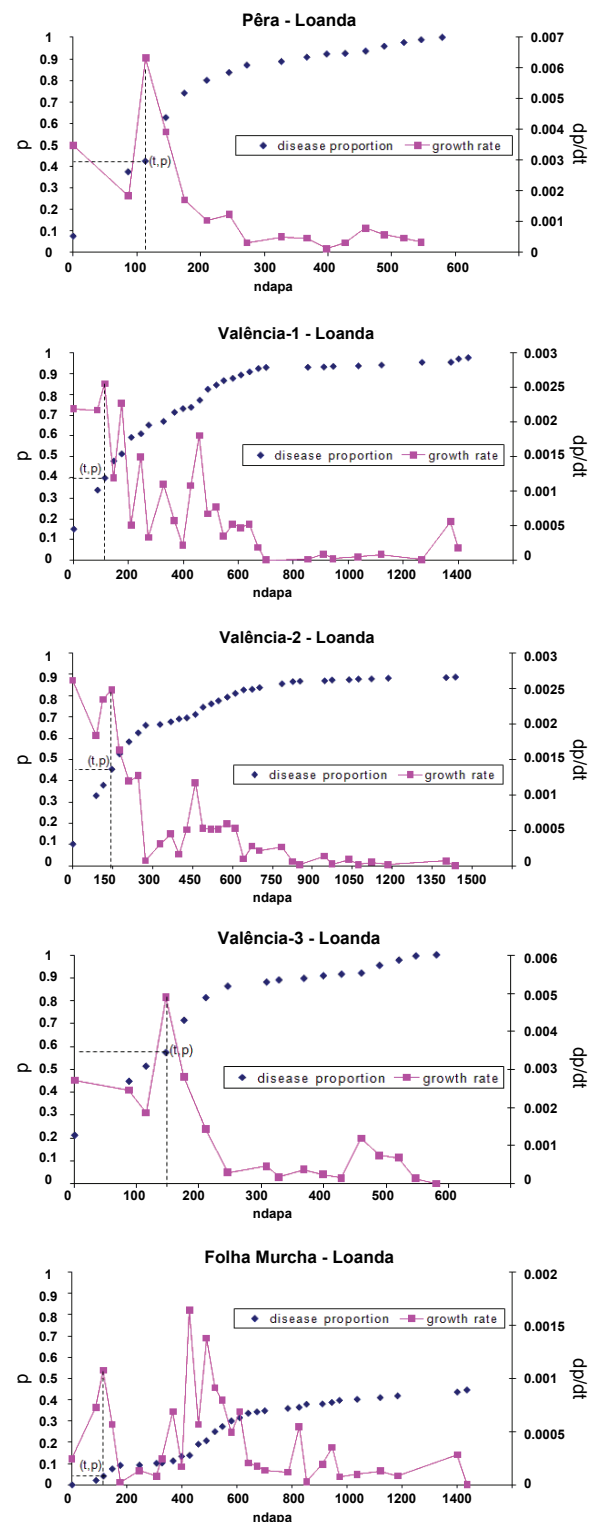 Pêra - Loanda
1 0.9 0.8 0.7 0.6 0.5 0.4 0.3 0.2 0.1 0
p
0.007 0.006 0.005 0.004 0.003 0.002 0.001 0
dp/dt
disease proportion growth rate
(t,p)
0 100 200 300 400 500 600
ndapa
Valência-1 - Loanda
1 0.9 0.8 0.7 0.6 0.5 0.4 0.3 0.2 0.1 0
p
0.003 0.0025 0.002 0.0015 0.001 0.0005 0
dp/dt
disease proportion growth rate
(t,p)
0 200 400 600 800 1000 1200 1400
ndapa
Valência-2 - Loanda
1 0.9 0.8 0.7 0.6 0.5 0.4 0.3 0.2 0.1 0
p
0.003 0.0025 0.002 0.0015 0.001 0.0005 0
dp/dt
(t,p)
disease proportion growth rate
0 150 300 450 600 750 900 1050 1200 1350 1500
ndapa
Valência-3 - Loanda
1 0.9 0.8 0.7 0.6 0.5 0.4 0.3 0.2 0.1 0
p
0.006 0.005 0.004 0.003 0.002 0.001 0
dp/dt
(t,p)
disease proportion growth rate
0 100 200 300 400 500 600
ndapa
Folha Murcha - Loanda
1 0.9 0.8 0.7 0.6 0.5 0.4 0.3 0.2 0.1 0
p
0.002 0.0015 0.001 0.0005 0
dp/dt
disease proportion growth rate
(t,p)
0 200 400 600 800 1000 1200 1400
ndapa